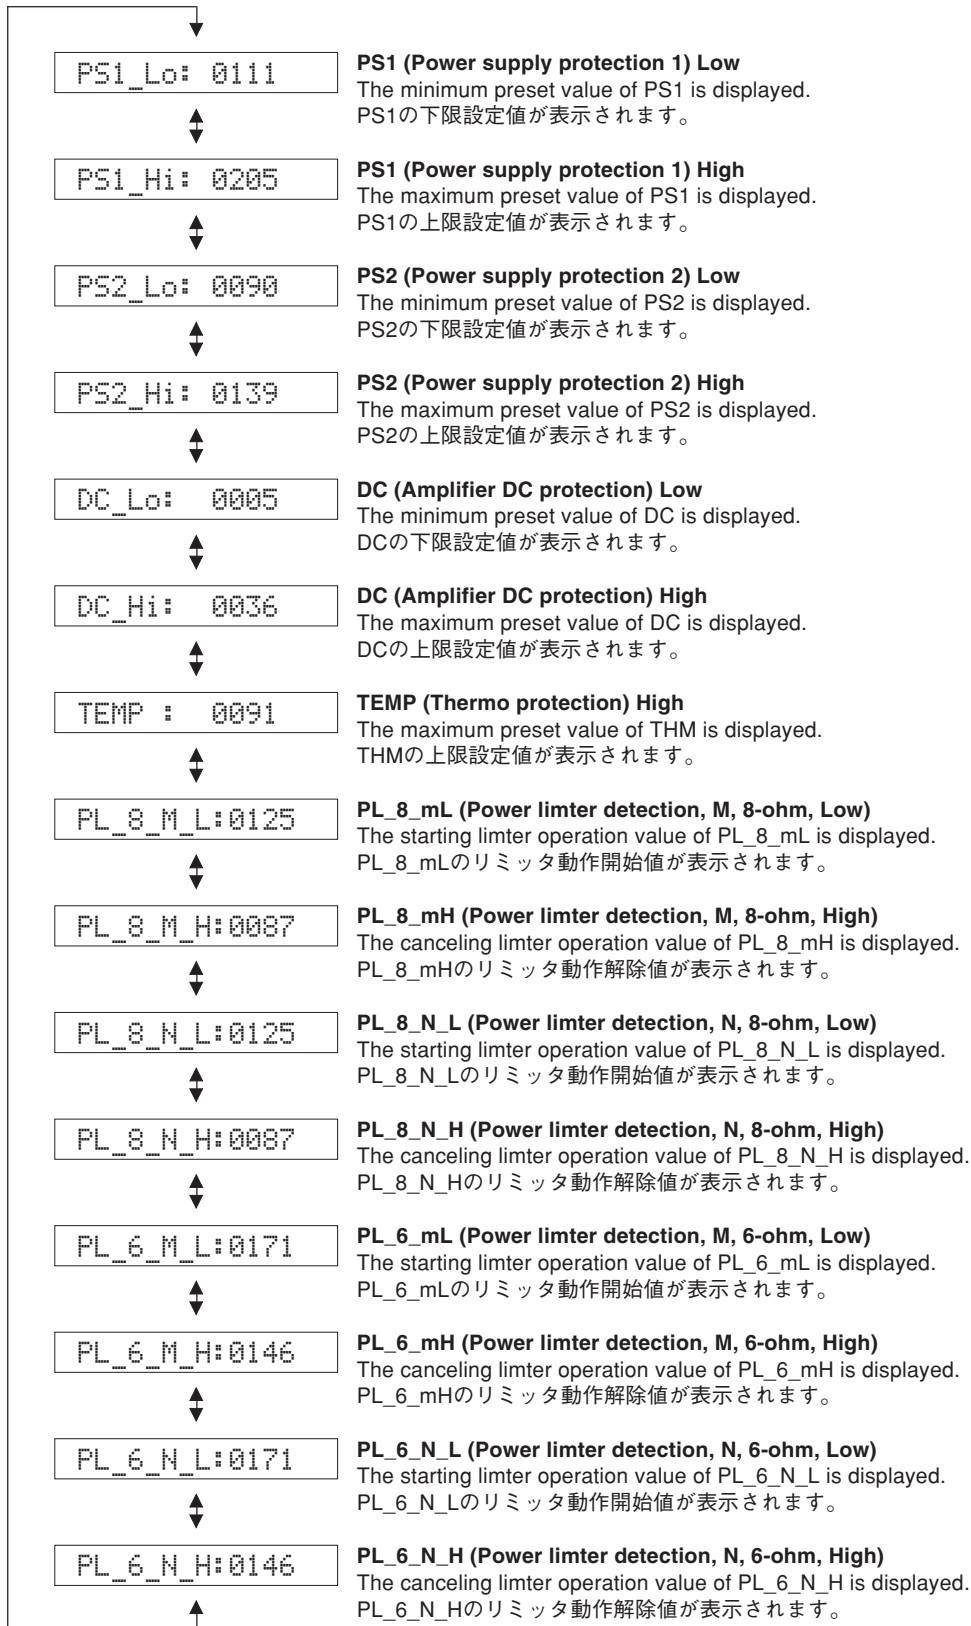 PS1_Lo: 0111
PS1 (Power supply protection 1) Low
The minimum preset value of PS1 is displayed.
PS1の下限設定値が表示されます。
PS1_Hi: 0205
PS1 (Power supply protection 1) High
The maximum preset value of PS1 is displayed.
PS1の上限設定値が表示されます。
PS2_Lo: 0090
PS2 (Power supply protection 2) Low
The minimum preset value of PS2 is displayed.
PS2の下限設定値が表示されます。
PS2_Hi: 0139
PS2 (Power supply protection 2) High
The maximum preset value of PS2 is displayed.
PS2の上限設定値が表示されます。
DC_Lo: 0005
DC (Amplifier DC protection) Low
The minimum preset value of DC is displayed.
DCの下限設定値が表示されます。
DC_Hi: 0036
DC (Amplifier DC protection) High
The maximum preset value of DC is displayed.
DCの上限設定値が表示されます。
TEMP : 0091
TEMP (Thermo protection) High
The maximum preset value of THM is displayed.
THMの上限設定値が表示されます。
PL_8_M_L:0125
PL_8_mL (Power limter detection, M, 8-ohm, Low)
The starting limter operation value of PL_8_mL is displayed.
PL_8_mLのリミッタ動作開始値が表示されます。
PL_8_M_H:0087
PL_8_mH (Power limter detection, M, 8-ohm, High)
The canceling limter operation value of PL_8_mH is displayed.
PL_8_mHのリミッタ動作解除値が表示されます。
PL_8_N_L:0125
PL_8_N_L (Power limter detection, N, 8-ohm, Low)
The starting limter operation value of PL_8_N_L is displayed.
PL_8_N_Lのリミッタ動作開始値が表示されます。
PL_8_N_H:0087
PL_8_N_H (Power limter detection, N, 8-ohm, High)
The canceling limter operation value of PL_8_N_H is displayed.
PL_8_N_Hのリミッタ動作解除値が表示されます。
PL_6_M_L:0171
PL_6_mL (Power limter detection, M, 6-ohm, Low)
The starting limter operation value of PL_6_mL is displayed.
PL_6_mLのリミッタ動作開始値が表示されます。
PL_6_M_H:0146
PL_6_mH (Power limter detection, M, 6-ohm, High)
The canceling limter operation value of PL_6_mH is displayed.
PL_6_mHのリミッタ動作解除値が表示されます。
PL_6_N_L:0171
PL_6_N_L (Power limter detection, N, 6-ohm, Low)
The starting limter operation value of PL_6_N_L is displayed.
PL_6_N_Lのリミッタ動作開始値が表示されます。
PL_6_N_H:0146
PL_6_N_H (Power limter detection, N, 6-ohm, High)
The canceling limter operation value of PL_6_N_H is displayed.
PL_6_N_Hのリミッタ動作解除値が表示されます。